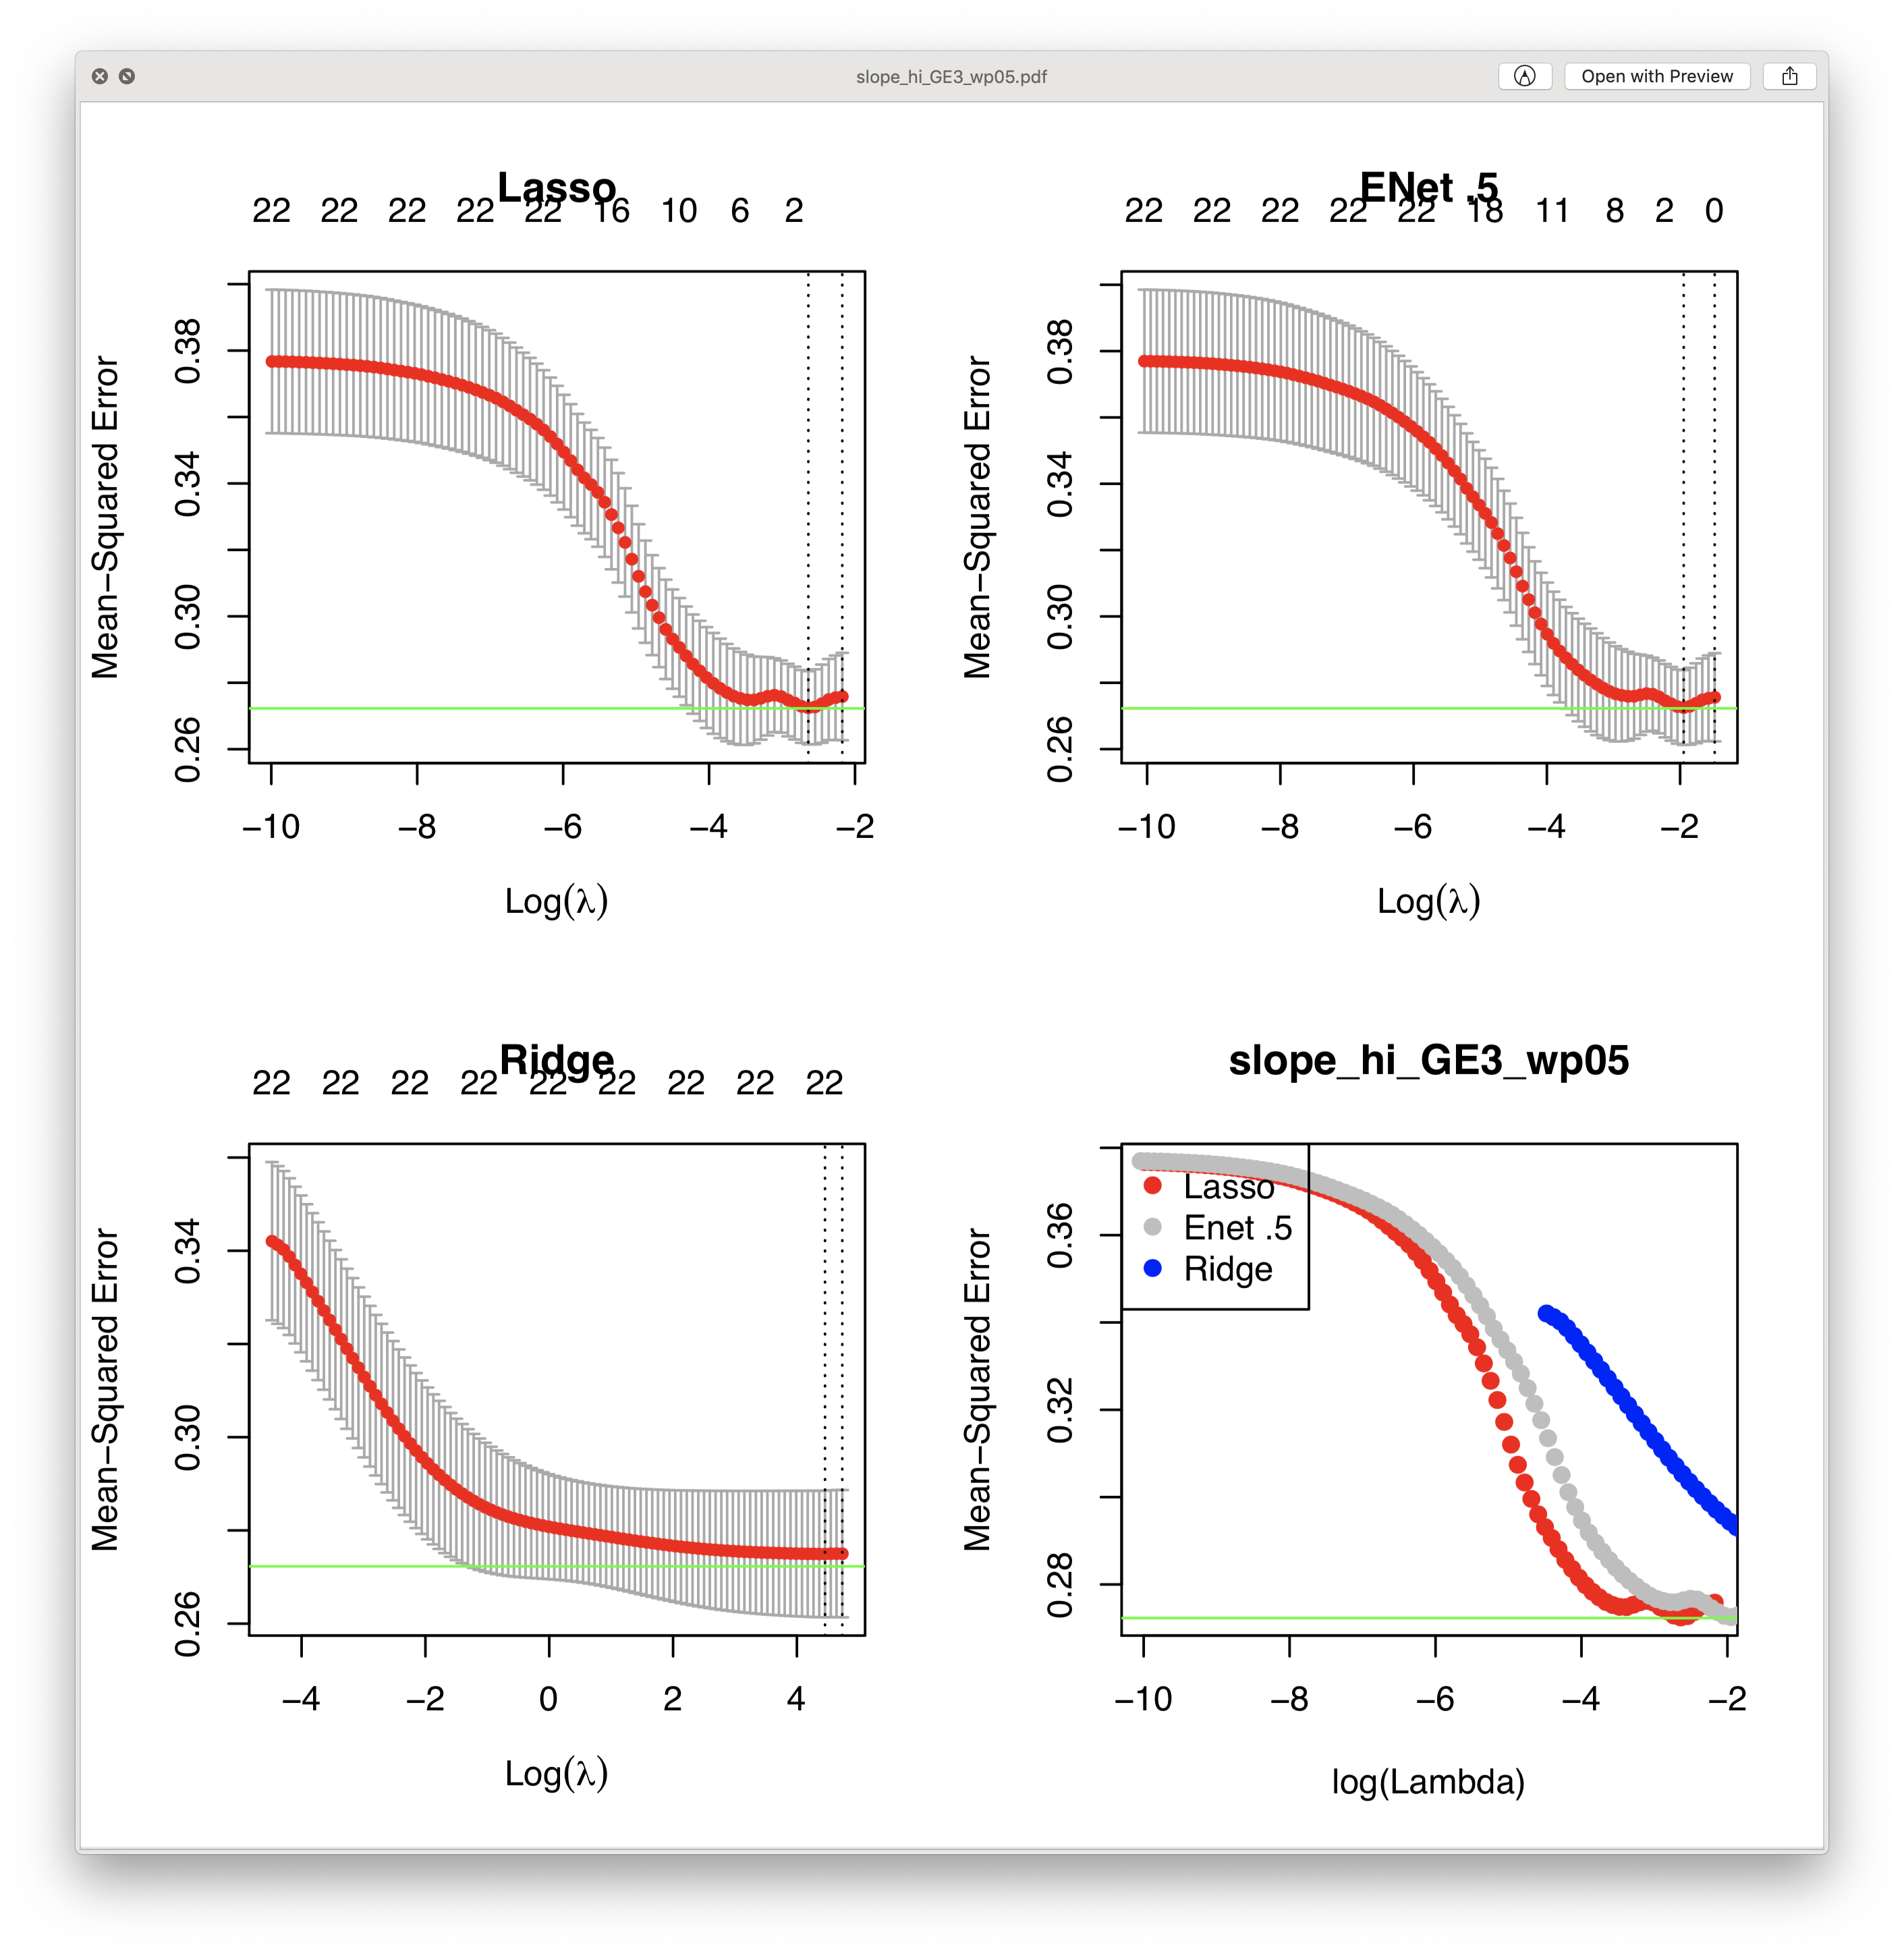 slope_hi_GE3_wp05.pdf
Open with Preview
Lasso
22 22 22 22 22 16 10 6 2
Mean−Squared Error
0.38
0.34
0.30
0.26
−10 −8 −6 −4 −2
Log(λ)
ENet .5
22 22 22 22 22 18 11 8 2 0
Mean−Squared Error
0.38
0.34
0.30
0.26
−10 −8 −6 −4 −2
Log(λ)
Ridge
22 22 22 22 22 22 22 22 22
Mean−Squared Error
0.34
0.30
0.26
−4 −2 0 2 4
Log(λ)
slope_hi_GE3_wp05
Mean−Squared Error
0.36
0.32
0.28
Lasso
Enet .5
Ridge
−10 −8 −6 −4 −2
log(Lambda)